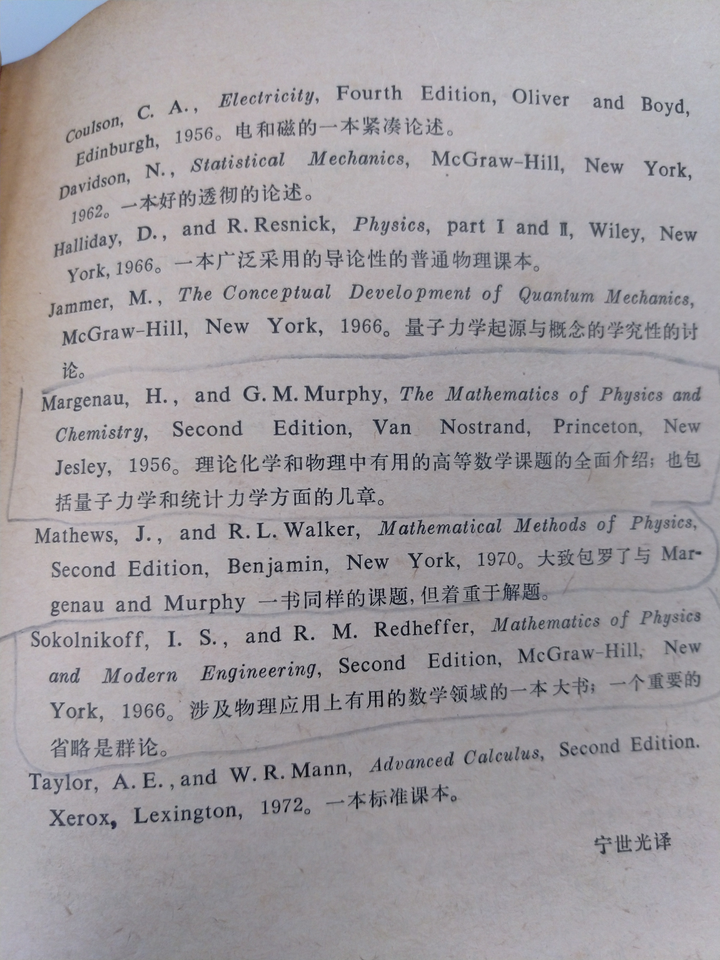 Coulson, C. A., Electricity, Fourth Edition, Oliver and Boyd,
Edinburgh, 1956。电和磁的一本紧凑论述。
Davidson, N., Statistical Mechanics, McGraw-Hill, New York,
1962。一本好的透彻的论述。
Halliday, D., and R. Resnick, Physics, part I and II, Wiley, New
York, 1966。一本广泛采用的导论性的普通物理课本。
Jammer, M., The Conceptual Development of Quantum Mechanics,
McGraw-Hill, New York, 1966。量子力学起源与概念的学究性的讨
论。
Margenau, H., and G. M. Murphy, The Mathematics of Physics and
Chemistry, Second Edition, Van Nostrand, Princeton, New
Jesley, 1956。理论化学和物理中有用的高等数学课题的全面介绍；也包
括量子力学和统计力学方面的几章。
Mathews, J., and R. L. Walker, Mathematical Methods of Physics,
Second Edition, Benjamin, New York, 1970。大致包罗了与 Mar-
genau and Murphy 一书同样的课题，但着重于解题。
Sokolnikoff, I. S., and R. M. Redheffer, Mathematics of Physics
and Modern Engineering, Second Edition, McGraw-Hill, New
York, 1966。涉及物理应用上有用的数学领域的一本大书；一个重要的
省略是群论。
Taylor, A. E., and W. R. Mann, Advanced Calculus, Second Edition.
Xerox, Lexington, 1972。一本标准课本。
宁世光译